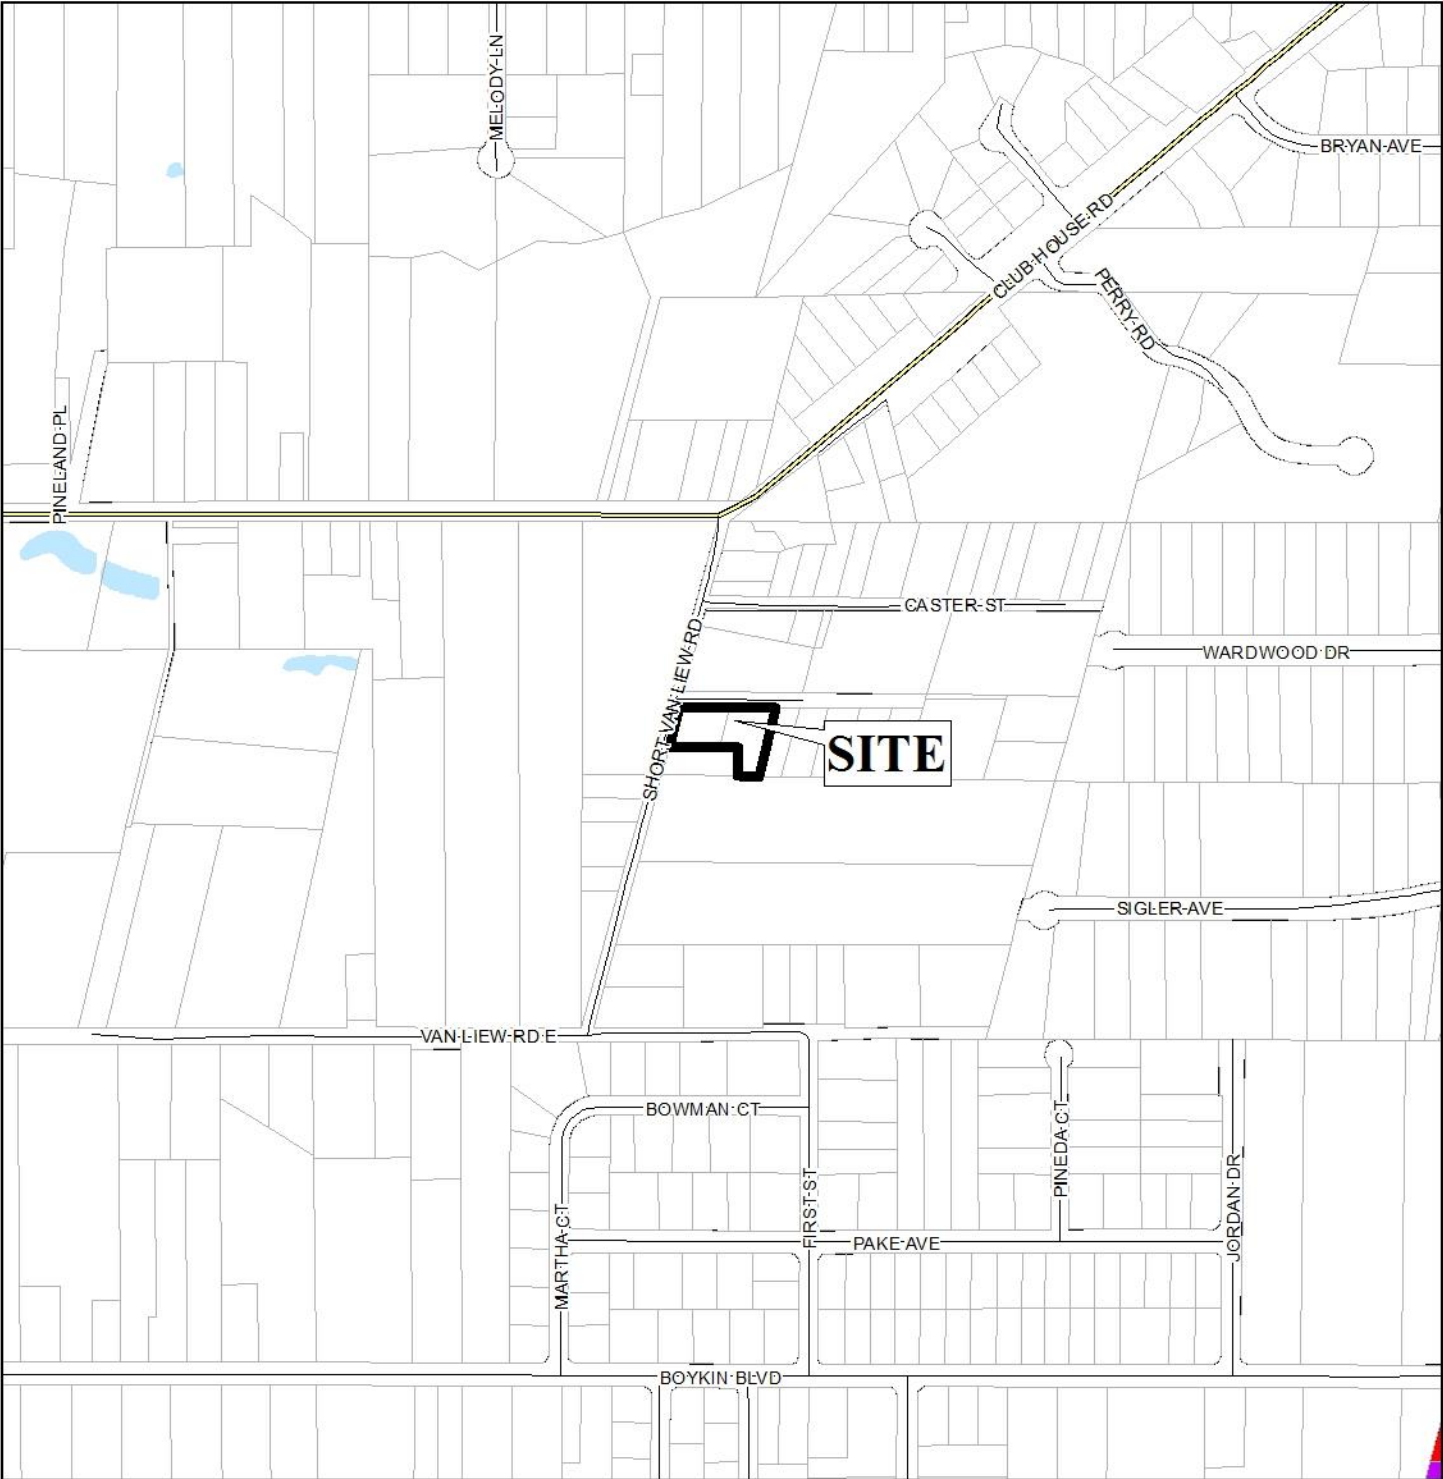 MELODY LN
BRYAN AVE
CLUB HOUSE RD
PERRY RD
PINELAND PL
CASTER ST
WARDWOOD DR
SHORT VAN LIEW RD
SITE
SIGLER AVE
VAN LIEW RD E
BOWMAN CT
PINEDA CT
JORDAN DR
FIRST ST
MARTHA CT
PAKE AVE
BOYKIN BLVD